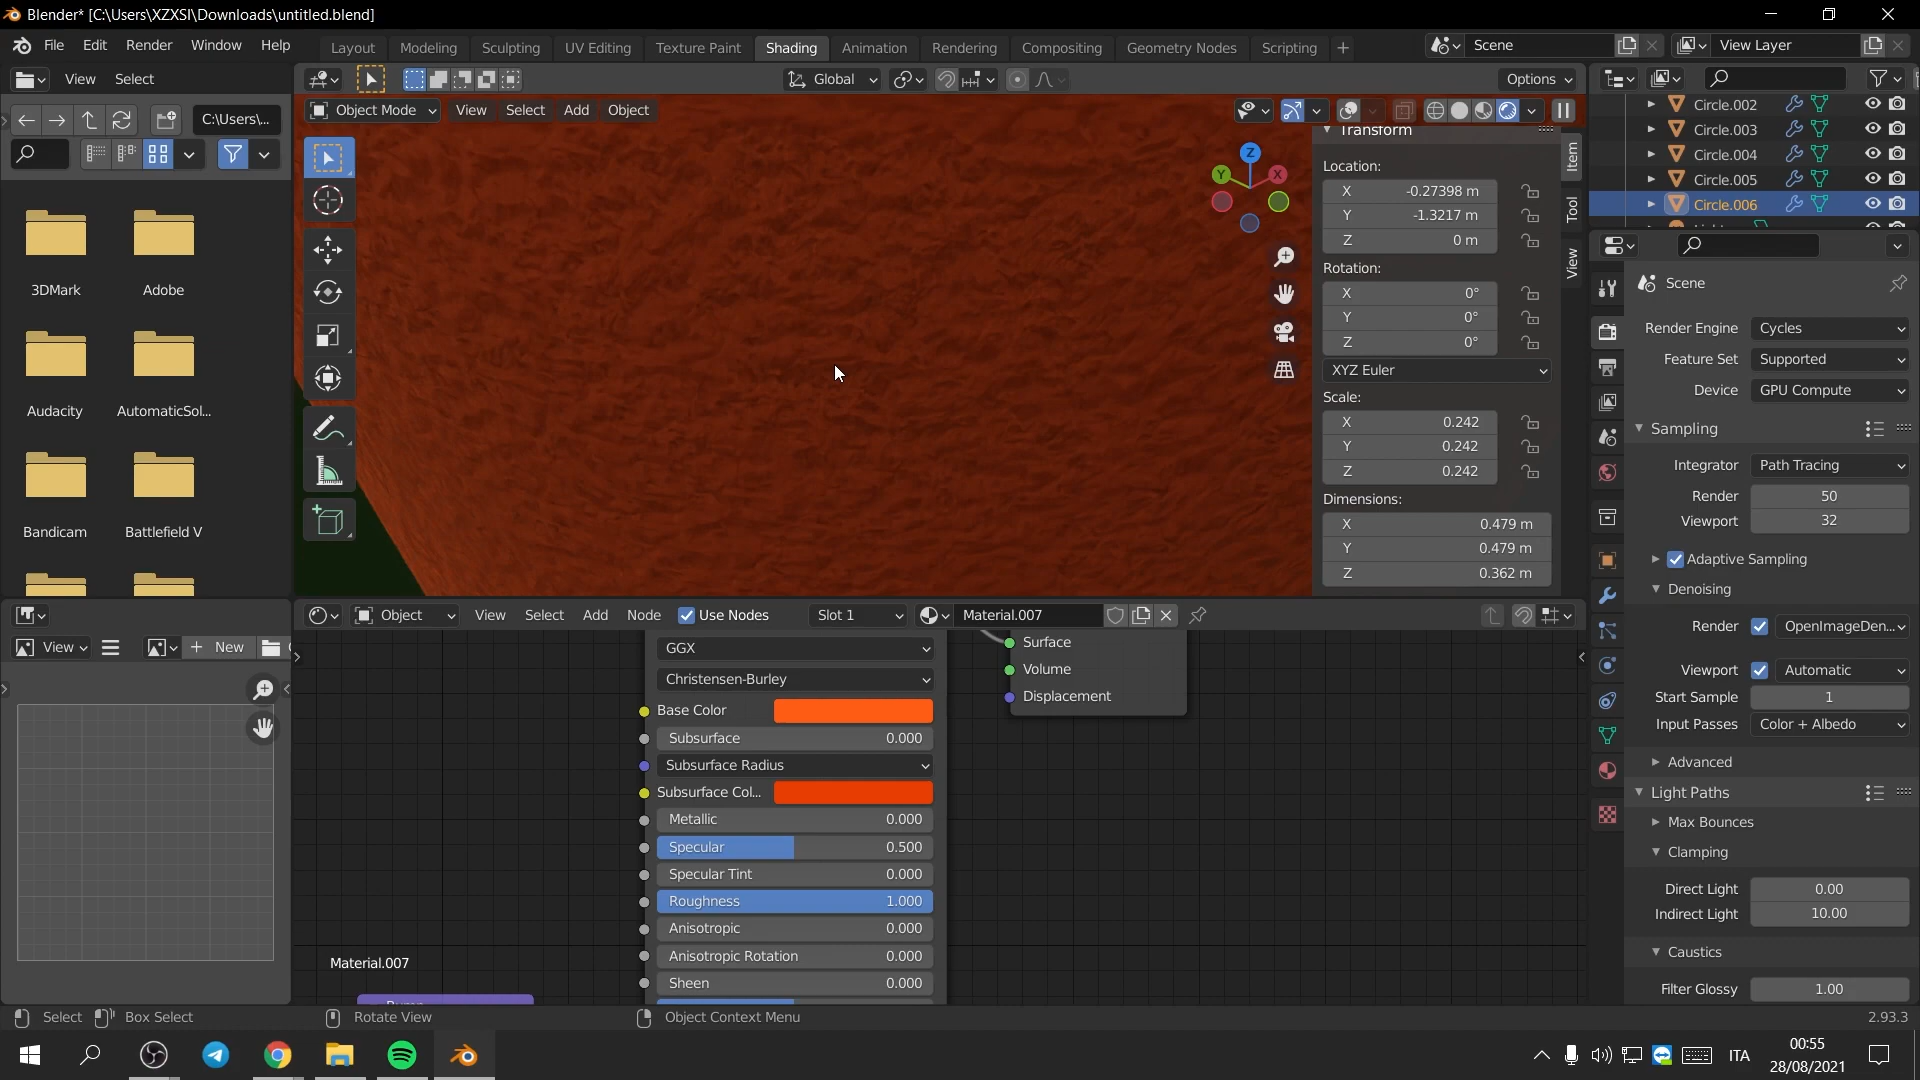 Blender* [C:\Users\XZXSI\Downloads\untitled.blend]
File Edit Render Window Help
Layout Modeling Sculpting UV Editing Texture Paint Shading Animation Rendering Compositing Geometry Nodes Scripting
Scene
View Layer
View Select
Global
Options
C:\Users\...
Object Mode View Select Add Object
3DMark
Adobe
Audacity
AutomaticSol...
Bandicam
Battlefield V
Z
Y
X
Transform
Location:
X -0.27398 m
Y -1.3217 m
Z 0 m
Rotation:
X 0°
Y 0°
Z 0°
XYZ Euler
Scale:
X 0.242
Y 0.242
Z 0.242
Dimensions:
X 0.479 m
Y 0.479 m
Z 0.362 m
Item
Tool
View
Circle.002
Circle.003
Circle.004
Circle.005
Circle.006
Scene
Render Engine Cycles
Feature Set Supported
Device GPU Compute
Sampling
Integrator Path Tracing
Render 50
Viewport 32
Adaptive Sampling
Denoising
Render OpenImageDen...
Viewport Automatic
Start Sample 1
Input Passes Color + Albedo
Advanced
Light Paths
Max Bounces
Clamping
Direct Light 0.00
Indirect Light 10.00
Caustics
Filter Glossy 1.00
View
New
Object View Select Add Node Use Nodes Slot 1 Material.007
GGX
Christensen-Burley
Base Color
Subsurface 0.000
Subsurface Radius
Subsurface Col...
Metallic 0.000
Specular 0.500
Specular Tint 0.000
Roughness 1.000
Anisotropic 0.000
Anisotropic Rotation 0.000
Sheen 0.000
Surface
Volume
Displacement
Material.007
Select Box Select Rotate View Object Context Menu 2.93.3
ITA
00:55
28/08/2021